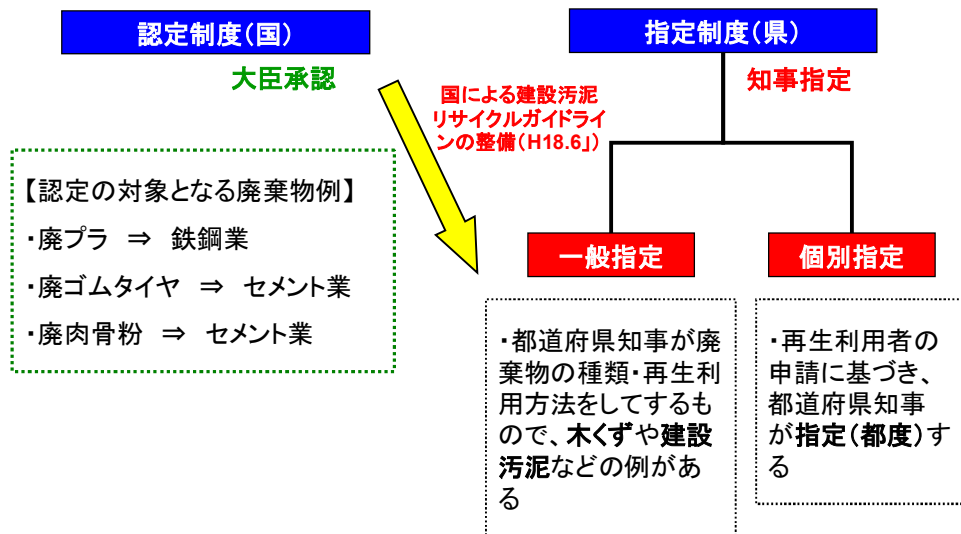 認定制度（国）
大臣承認
【認定の対象となる廃棄物例】
・廃プラ ⇒ 鉄鋼業
・廃ゴムタイヤ ⇒ セメント業
・廃肉骨粉 ⇒ セメント業
国による建設汚泥
リサイクルガイドライ
ンの整備（H18.6」）
指定制度（県）
知事指定
一般指定
・都道府県知事が廃
棄物の種類・再生利
用方法をしてするも
ので、木くずや建設
汚泥などの例があ
る
個別指定
・再生利用者の
申請に基づき、
都道府県知事
が指定（都度）す
る